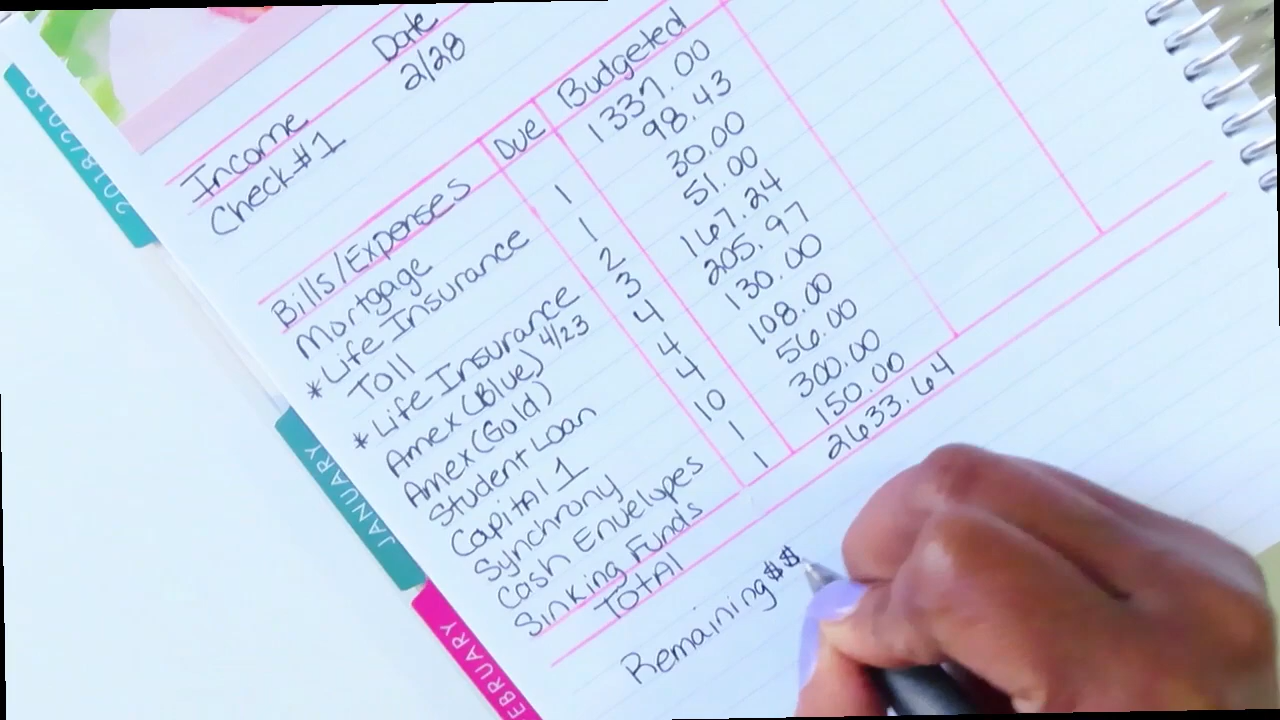 2018/2019
JANUARY
EBRUARY
Date
Income 2/28
Check #1
Bills/Expenses Due Budgeted
Mortgage 1337.00
*Life Insurance 1 98.43
Toll 1 30.00
*Life Insurance 2 51.00
Amex (Blue) 4/23 3 167.24
Amex (Gold) 4 205.97
Student Loan 4 130.00
Capital 1 4 108.00
Synchrony 10 56.00
Cash Envelopes 1 300.00
Sinking Funds 1 150.00
TOTAl 2633.64
Remaining $$